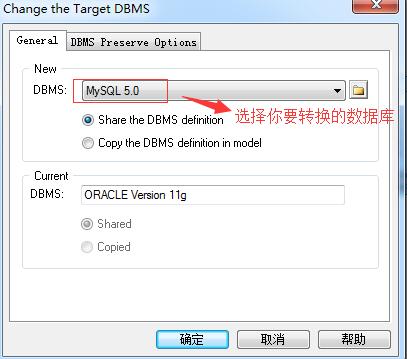 Change the Target DBMS
General
DBMS Preserve Options
New
DBMS: MySQL 5.0
Share the DBMS definition
选择你要转换的数据库
Copy the DBMS definition in model
Current
DBMS: ORACLE Version 11g
Shared
Copied
确定 取消 帮助